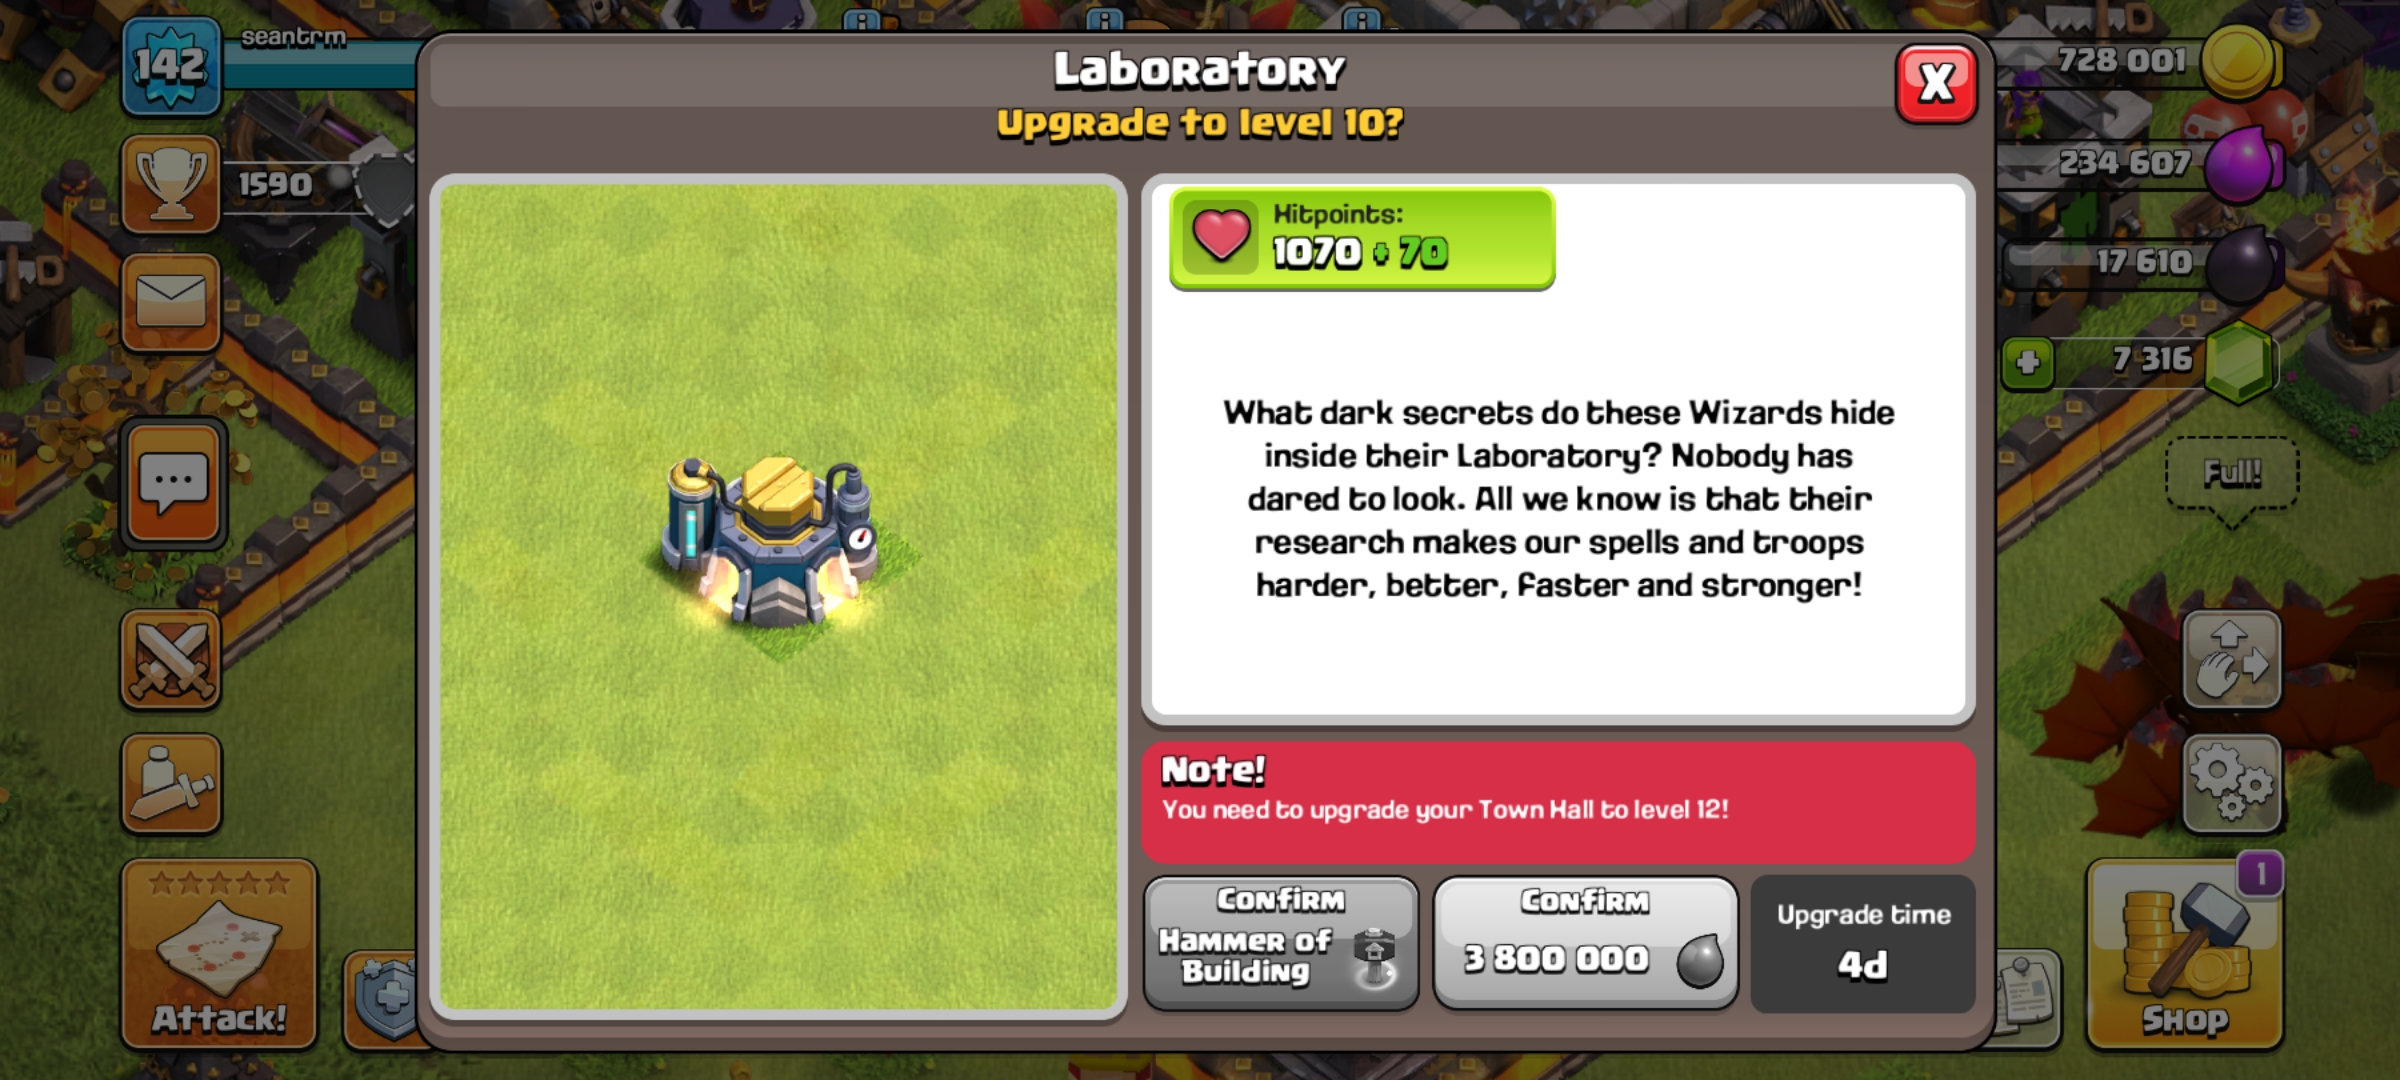 142
seantrm
1590
Laboratory
Upgrade to level 10?
X
728 001
234 607
17 610
7 316
Full!
Hitpoints:
1070 + 70
What dark secrets do these Wizards hide
inside their Laboratory? Nobody has
dared to look. All we know is that their
research makes our spells and troops
harder, better, faster and stronger!
Note!
You need to upgrade your Town Hall to level 12!
Confirm
Hammer of
Building
Confirm
3 800 000
Upgrade time
4d
Attack!
1
Shop